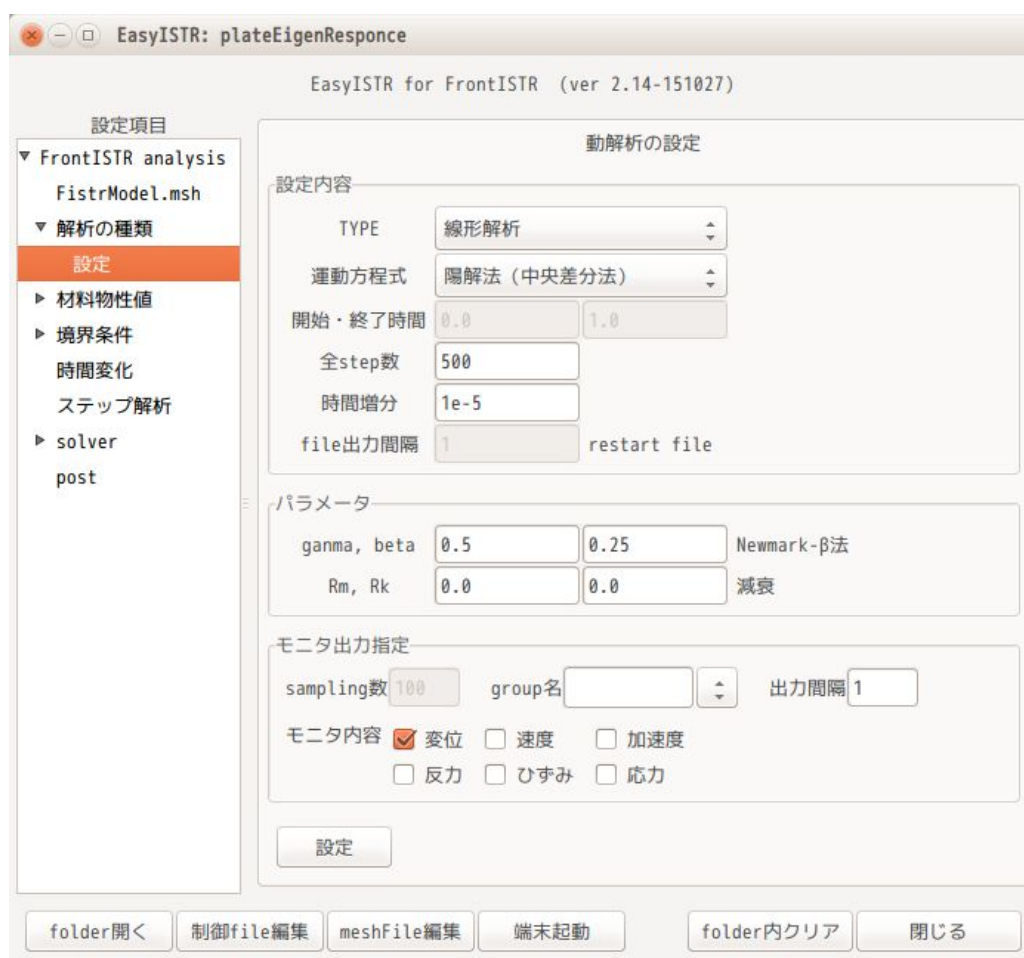 EasyISTR: plateEigenResponce
EasyISTR for FrontISTR (ver 2.14-151027)
設定項目
FrontISTR analysis
FistrModel.msh
解析の種類
設定
材料物性値
境界条件
時間変化
ステップ解析
solver
post
動解析の設定
設定内容
TYPE 線形解析
運動方程式 陽解法 (中央差分法)
開始・終了時間 0.0 1.0
全step数 500
時間増分 1e-5
file出力間隔 1 restart file
パラメータ
ganma, beta 0.5 0.25 Newmark-β法
Rm, Rk 0.0 0.0 減衰
モニタ出力指定
sampling数 100 group名 出力間隔 1
モニタ内容 変位 速度 加速度
反力 ひずみ 応力
設定
folder開く 制御file編集 meshFile編集 端末起動 folder内クリア 閉じる